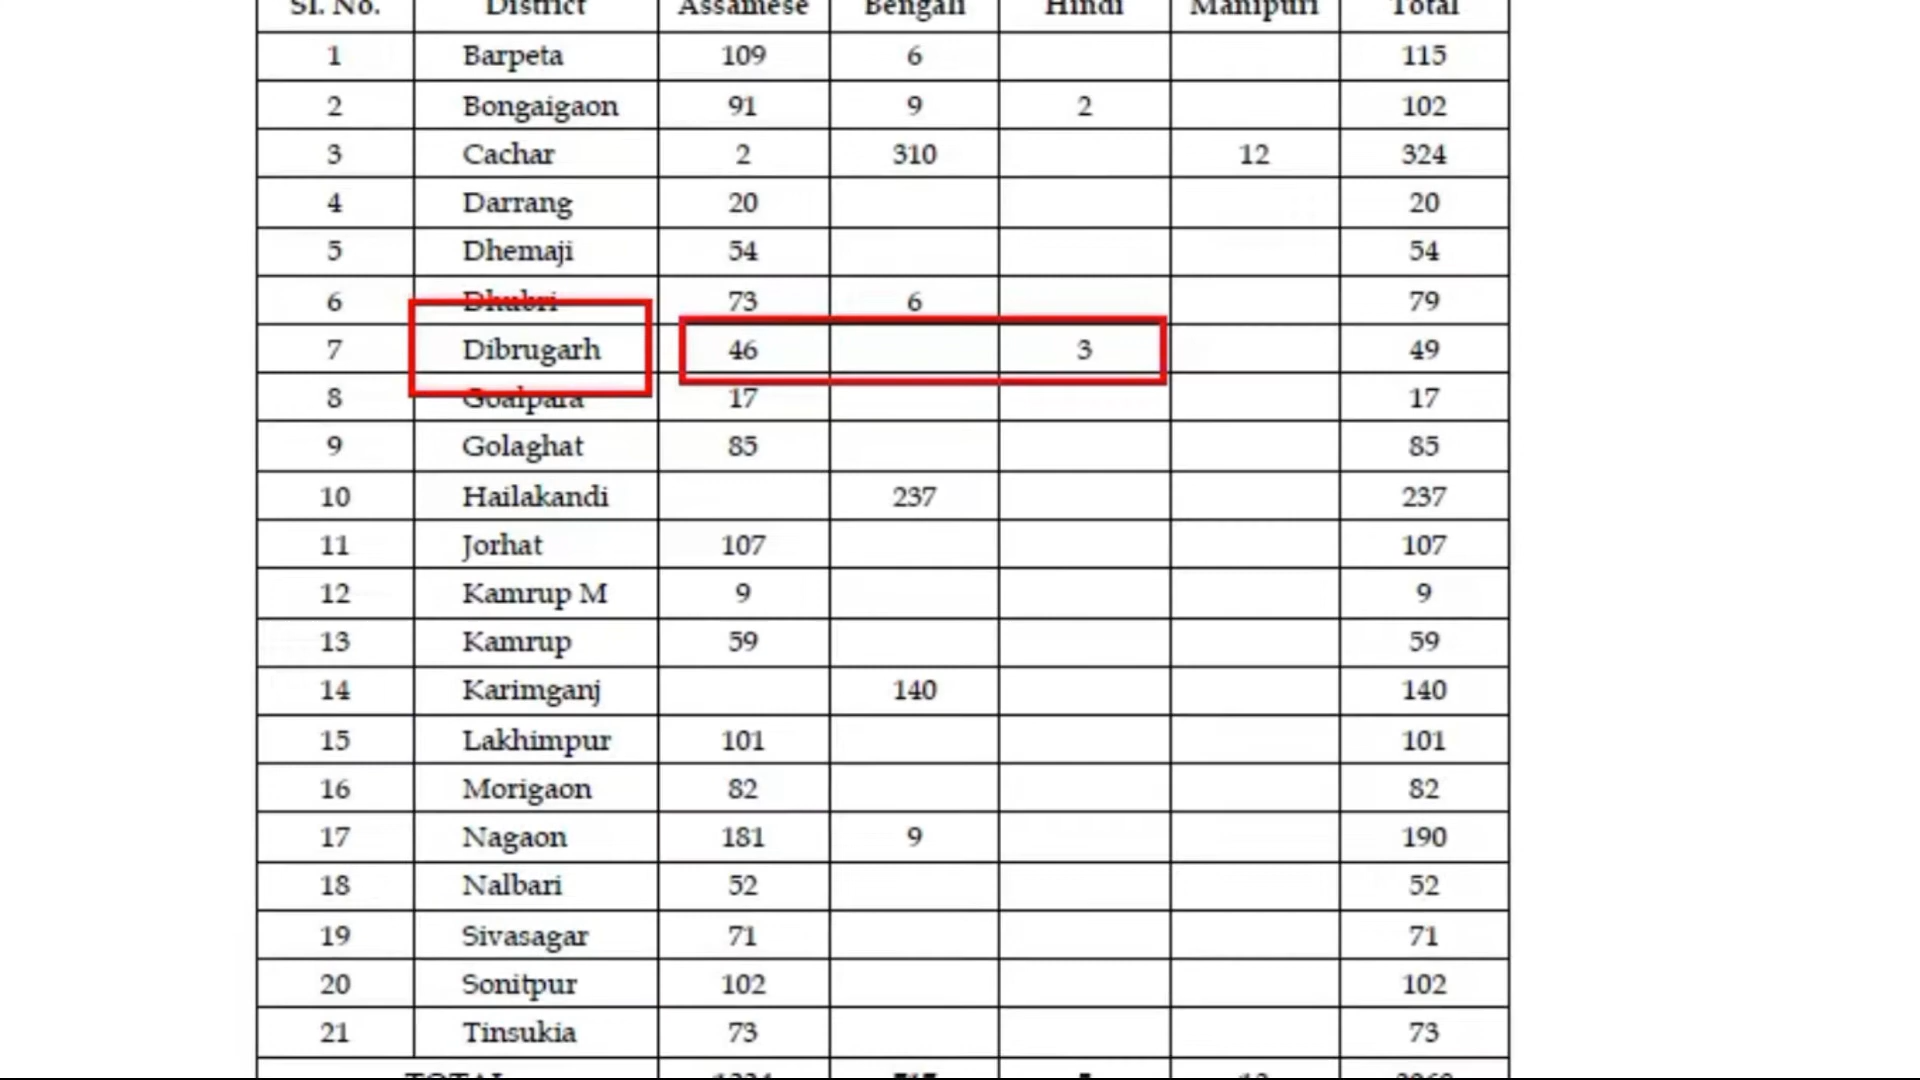 Sl. No. District Assamese Bengali Hindi Manipuri Total
1 Barpeta 109 6 115
2 Bongaigaon 91 9 2 102
3 Cachar 2 310 12 324
4 Darrang 20 20
5 Dhemaji 54 54
6 Dhubri 73 6 79
7 Dibrugarh 46 3 49
8 Goalpara 17 17
9 Golaghat 85 85
10 Hailakandi 237 237
11 Jorhat 107 107
12 Kamrup M 9 9
13 Kamrup 59 59
14 Karimganj 140 140
15 Lakhimpur 101 101
16 Morigaon 82 82
17 Nagaon 181 9 190
18 Nalbari 52 52
19 Sivasagar 71 71
20 Sonitpur 102 102
21 Tinsukia 73 73
TOTAL